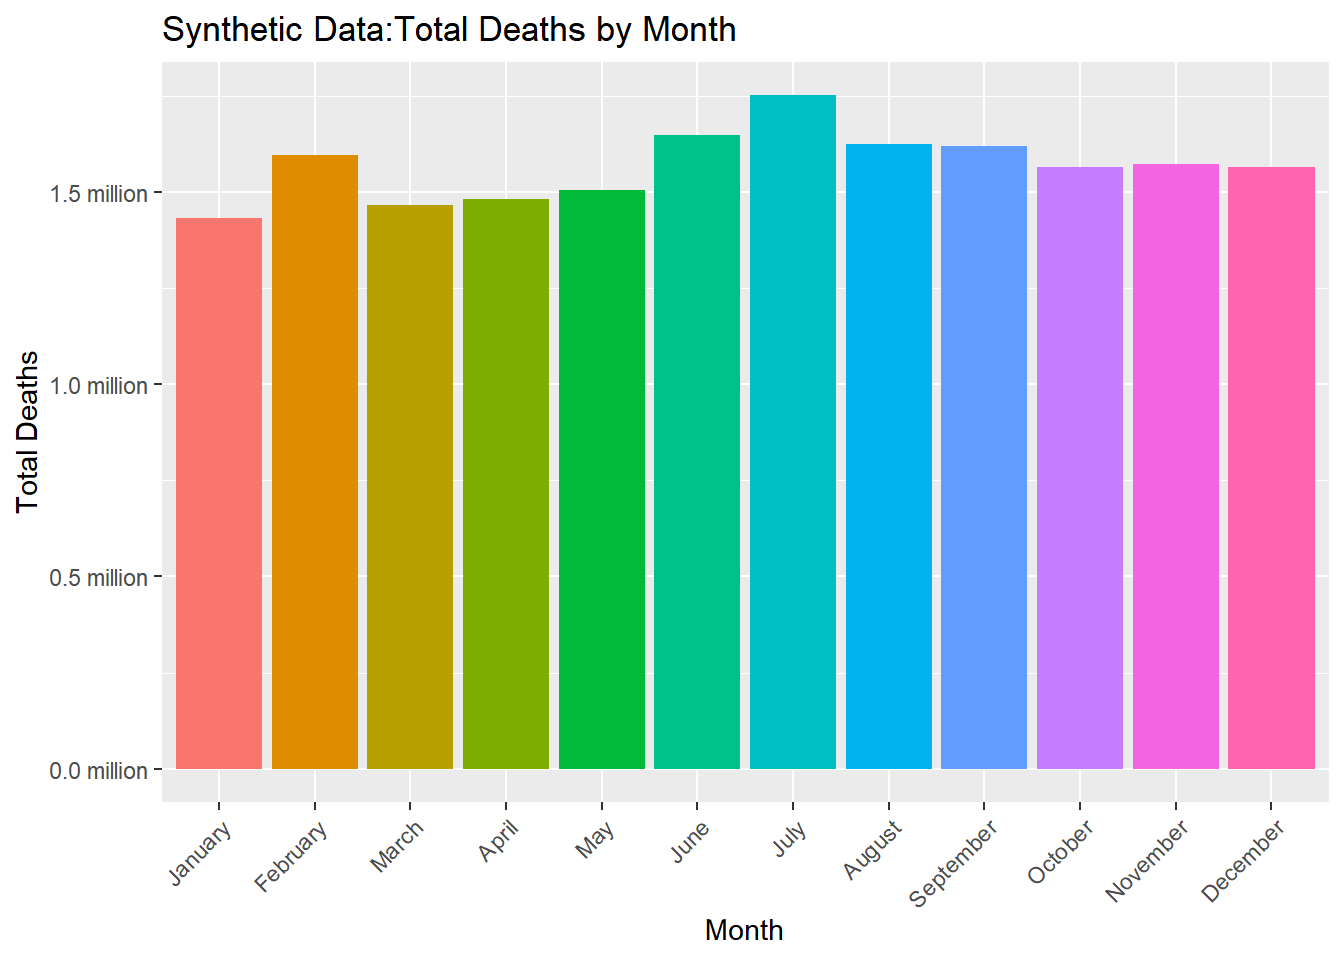 Synthetic Data:Total Deaths by Month
Total Deaths
1.5 million
1.0 million
0.5 million
0.0 million
January
February
March
April
May
June
July
August
September
October
November
December
Month